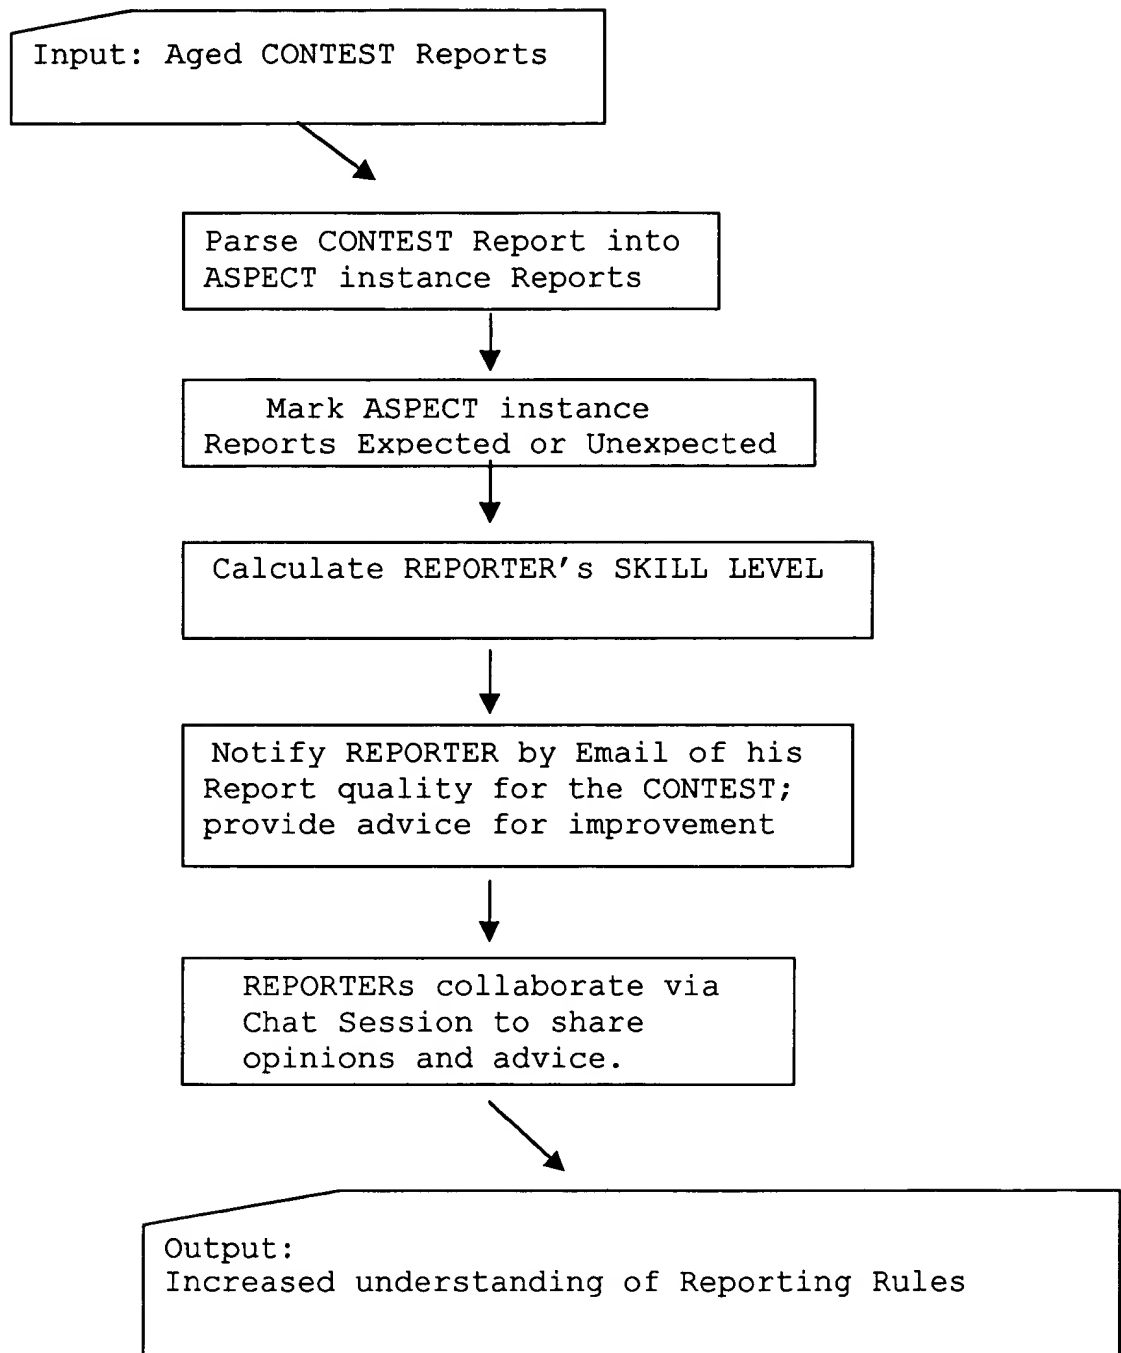 Input: Aged CONTEST Reports
Parse CONTEST Report into
ASPECT instance Reports
Mark ASPECT instance
Reports Expected or Unexpected
Calculate REPORTER's SKILL LEVEL
Notify REPORTER by Email of his
Report quality for the CONTEST;
provide advice for improvement
REPORTERs collaborate via
Chat Session to share
opinions and advice.
Output:
Increased understanding of Reporting Rules